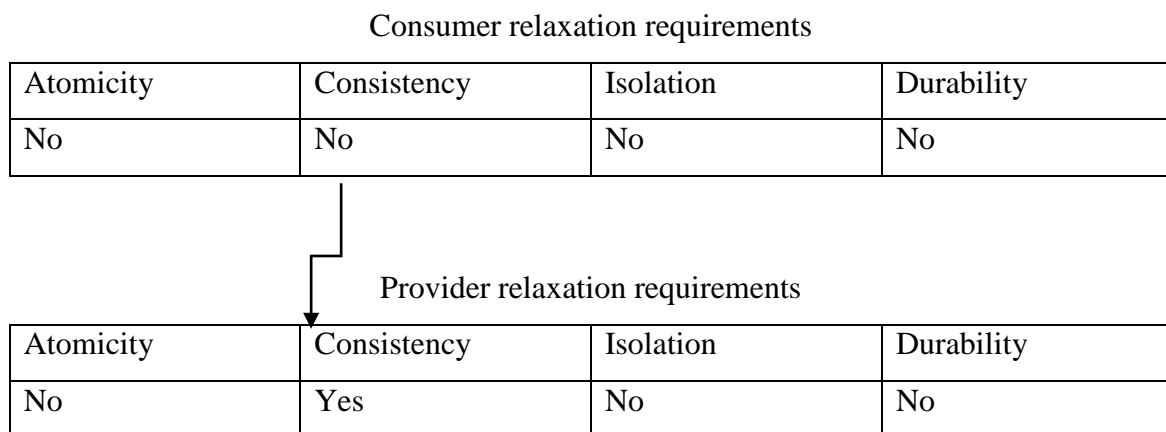 Consumer relaxation requirements
Atomicity Consistency Isolation Durability
No No No No
Provider relaxation requirements
Atomicity Consistency Isolation Durability
No Yes No No